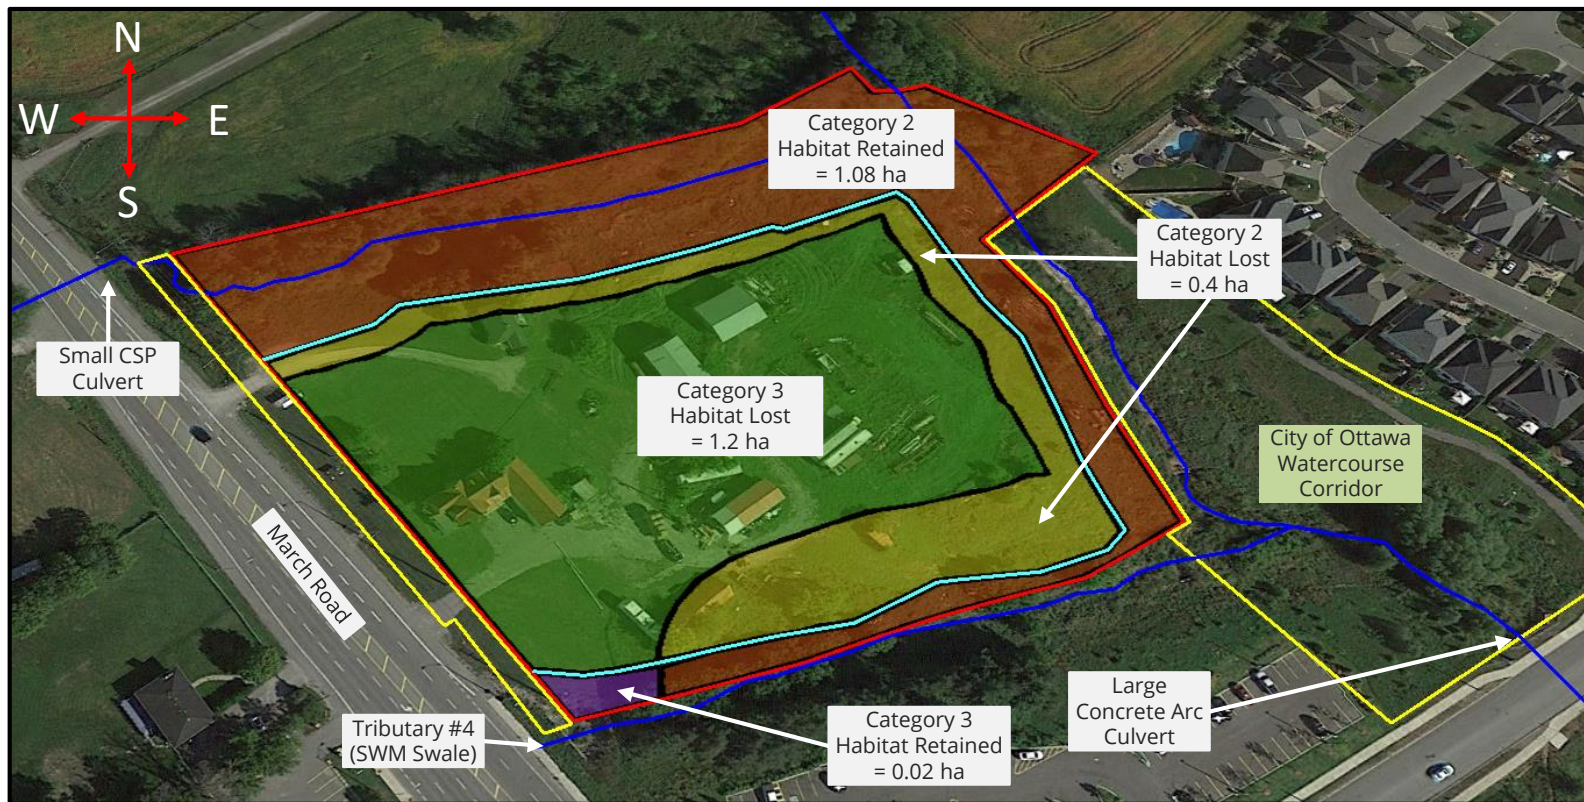 N
W
E
S
Category 2
Habitat Retained
= 1.08 ha
Category 2
Habitat Lost
= 0.4 ha
Small CSP
Culvert
Category 3
Habitat Lost
= 1.2 ha
City of Ottawa
Watercourse
Corridor
March Road
Tributary #4
(SWM Swale)
Category 3
Habitat Retained
= 0.02 ha
Large
Concrete Arc
Culvert